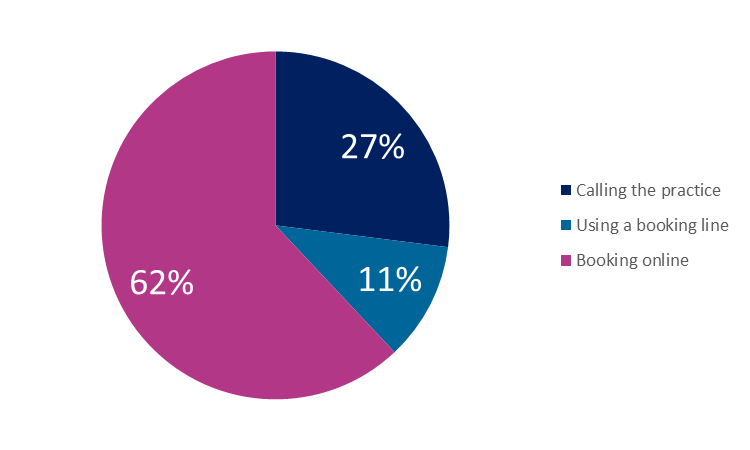 27%
11%
62%
Calling the practice
Using a booking line
Booking online